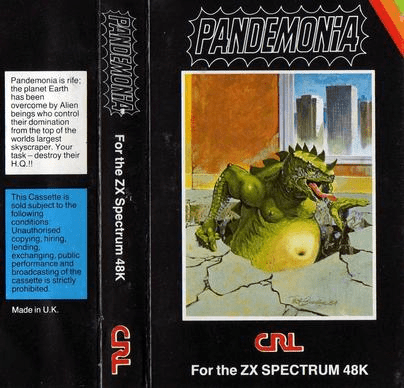 Pandemonia is rife;
the planet Earth
has been
overcome by Alien
beings who control
their domination
from the top of the
worlds largest
skyscraper. Your
task – destroy their
H.Q.!!
This Cassette is
sold subject to the
following
conditions:
Unauthorised
copying, hiring,
lending,
exchanging, public
performance and
broadcasting of the
cassette is strictly
prohibited.
Made in U.K.
PANDEMONiA
For the ZX Spectrum 48K
CRL
PANDEMONiA
CRL
For the ZX SPECTRUM 48K